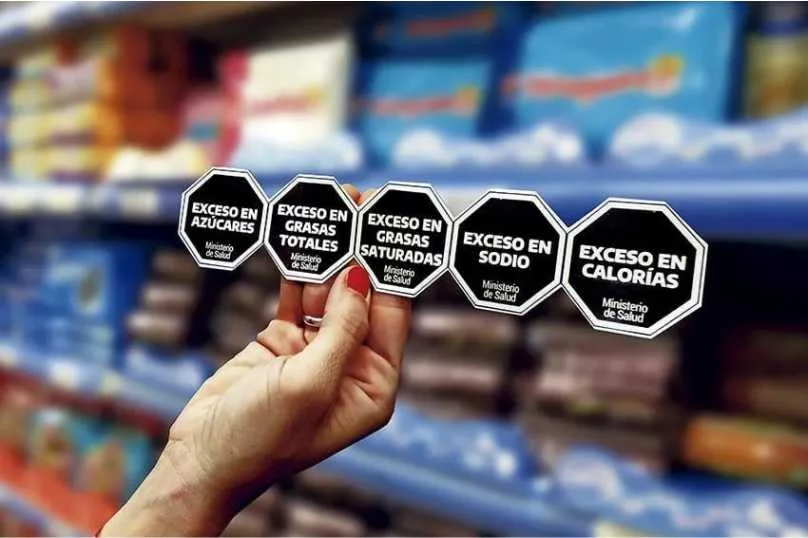 EXCESO EN
AZÚCARES
Ministerio
de Salud
EXCESO EN
GRASAS
TOTALES
Ministerio
de Salud
EXCESO EN
GRASAS
SATURADAS
Ministerio
de Salud
EXCESO EN
SODIO
Ministerio
de Salud
EXCESO EN
CALORÍAS
Ministerio
de Salud